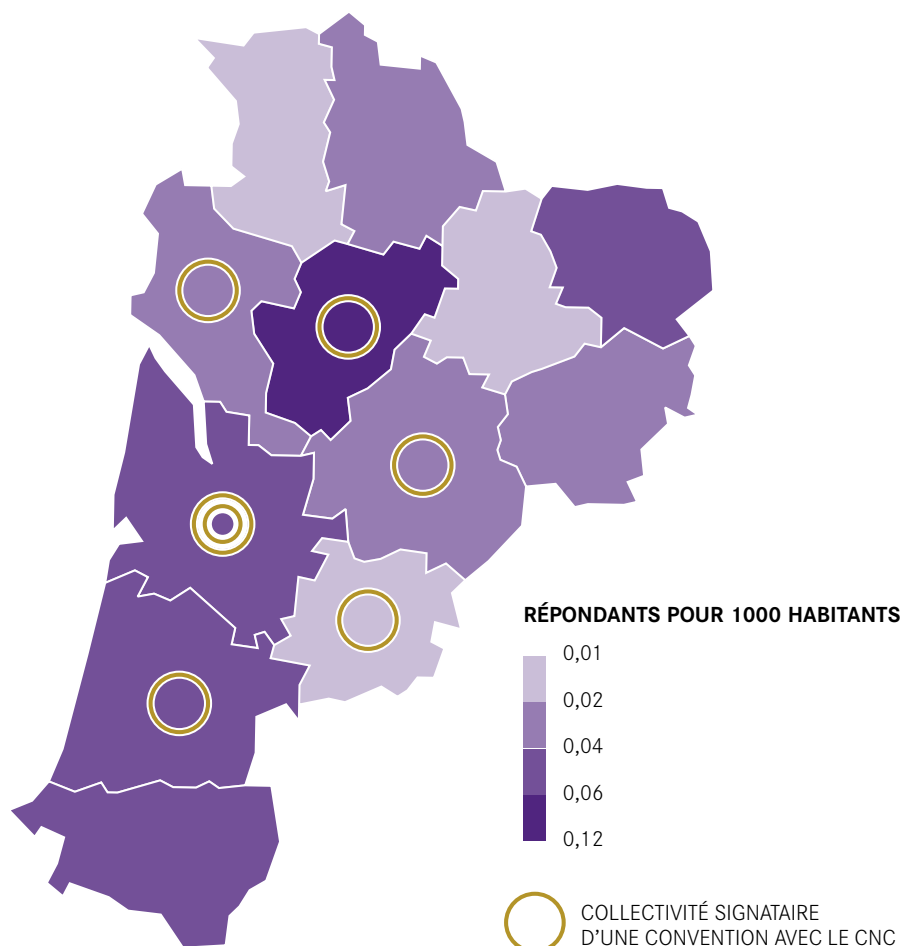 RÉPONDANTS POUR 1000 HABITANTS
0,01
0,02
0,04
0,06
0,12
COLLECTIVITÉ SIGNATAIRE
D'UNE CONVENTION AVEC LE CNC